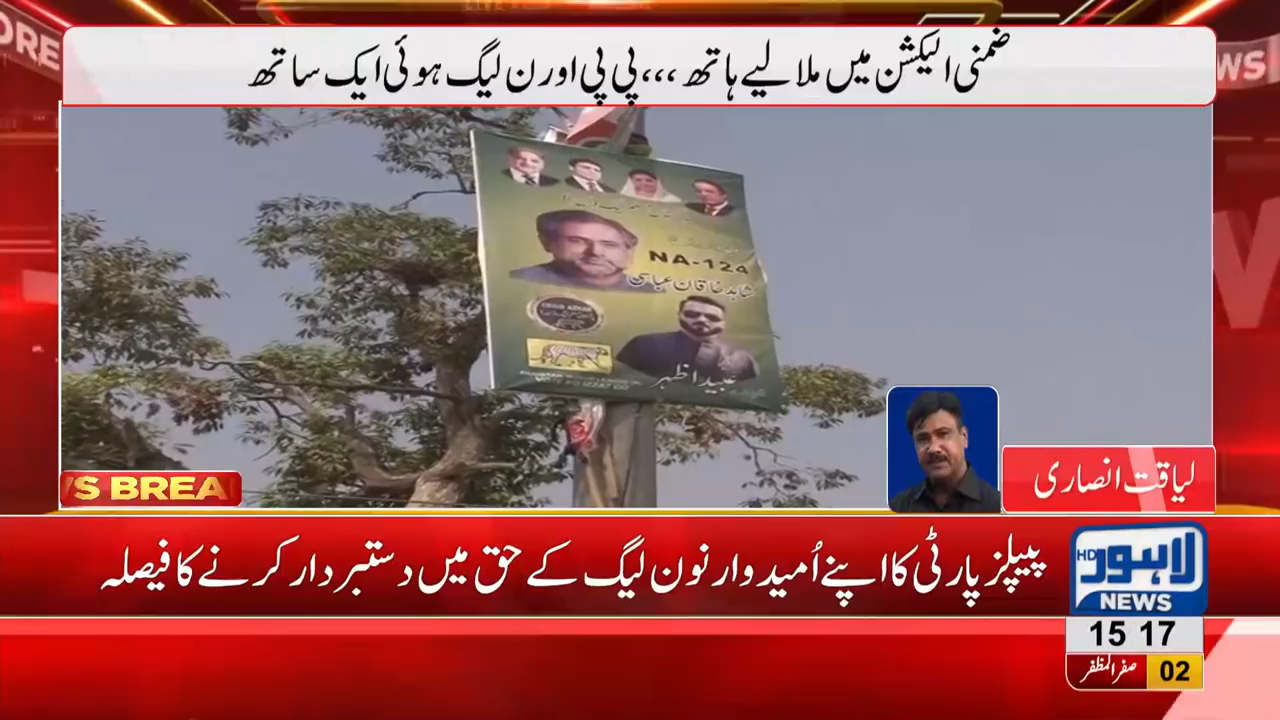 ضمنی الیکشن میں ملا لیے ہاتھ ،،،پی پی اور ن لیگ ہوئی ایک ساتھ
NA-124
شاہد خاقان عباسی
عبید اظہر
لیاقت انصاری
S BREA
پیپلز پارٹی کا اپنے اُمیدوار نون لیگ کے حق میں دستبردار کرنے کا فیصلہ
لاہور HD
NEWS
15 17
صفر المظفر 02